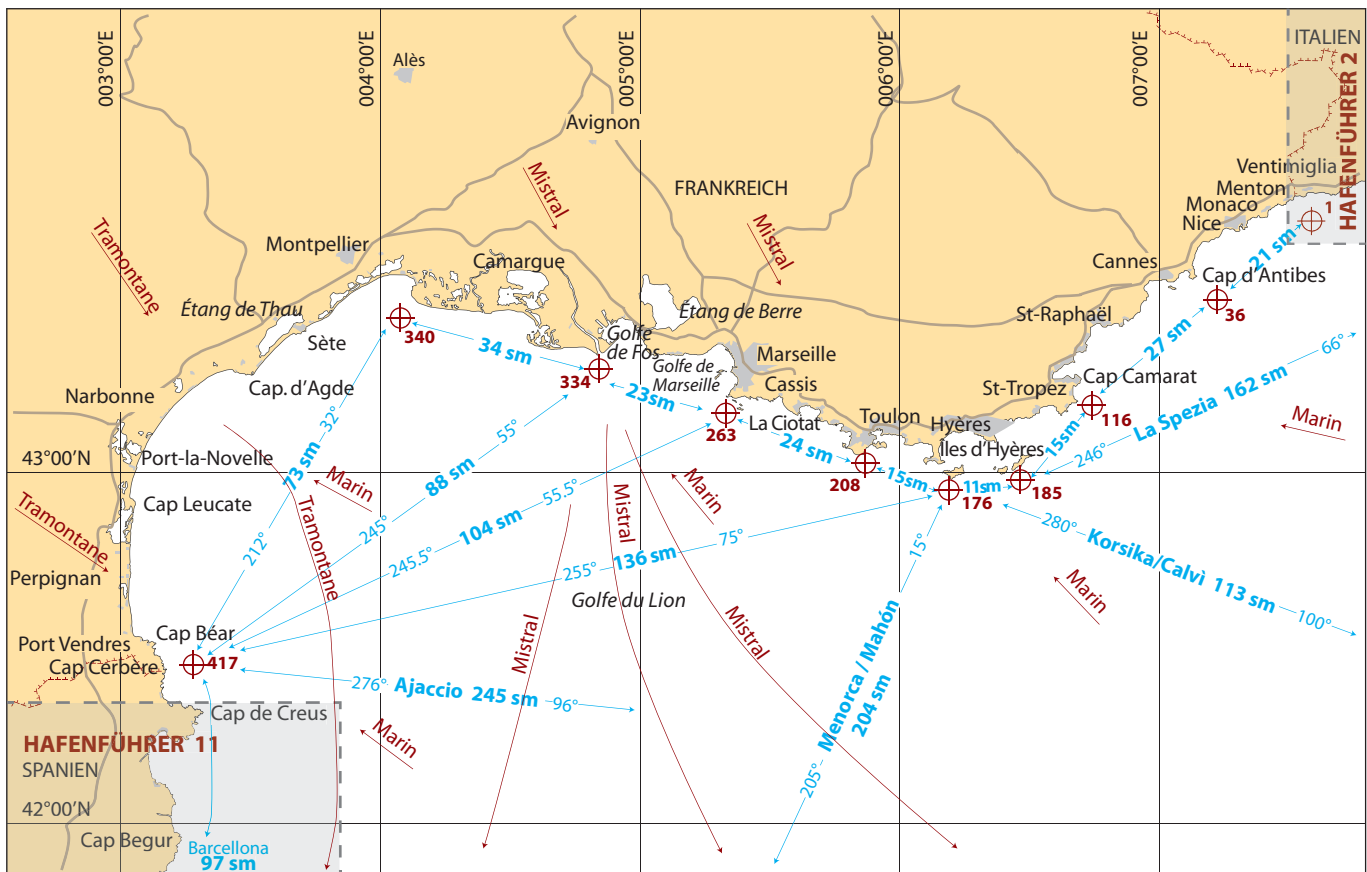 003°00'E
004°00'E
005°00'E
006°00'E
007°00'E
ITALIEN
HAFENFÜHRER 2
Alès
Avignon
Mistral
FRANKREICH
Mistral
Ventimiglia
Menton
Monaco
Nice
1
21 sm
Tramontane
Montpellier
Camargue
Cannes
Cap d'Antibes
36
Étang de Thau
Étang de Berre
St-Raphaël
27 sm
Sète
340
34 sm
Golfe
de Fos
Golfe de
Marseille
Marseille
66°
Cap. d'Agde
334
23sm
Cassis
St-Tropez
Cap Camarat
116
Narbonne
32°
73 sm
212°
55°
88 sm
245°
263
La Ciotat
24 sm
Toulon
Hyères
Îles d'Hyères
15sm
246°
La Spezia 162 sm
Marin
43°00'N
Port-la-Novelle
Marin
55.5°
104 sm
245.5°
Marin
208
15sm
176
11sm
185
Cap Leucate
Tramontane
Tramontane
Mistral
75°
136 sm
255°
15°
280°
Korsika/Calvì 113 sm
100°
Marin
Perpignan
Golfe du Lion
Mistral
Mistral
Menorca / Mahón
204 sm
205°
Cap Béar
Port Vendres
Cap Cerbère
417
276°
Ajaccio 245 sm
96°
Marin
Cap de Creus
HAFENFÜHRER 11
SPANIEN
42°00'N
Cap Begur
Barcellona
97 sm